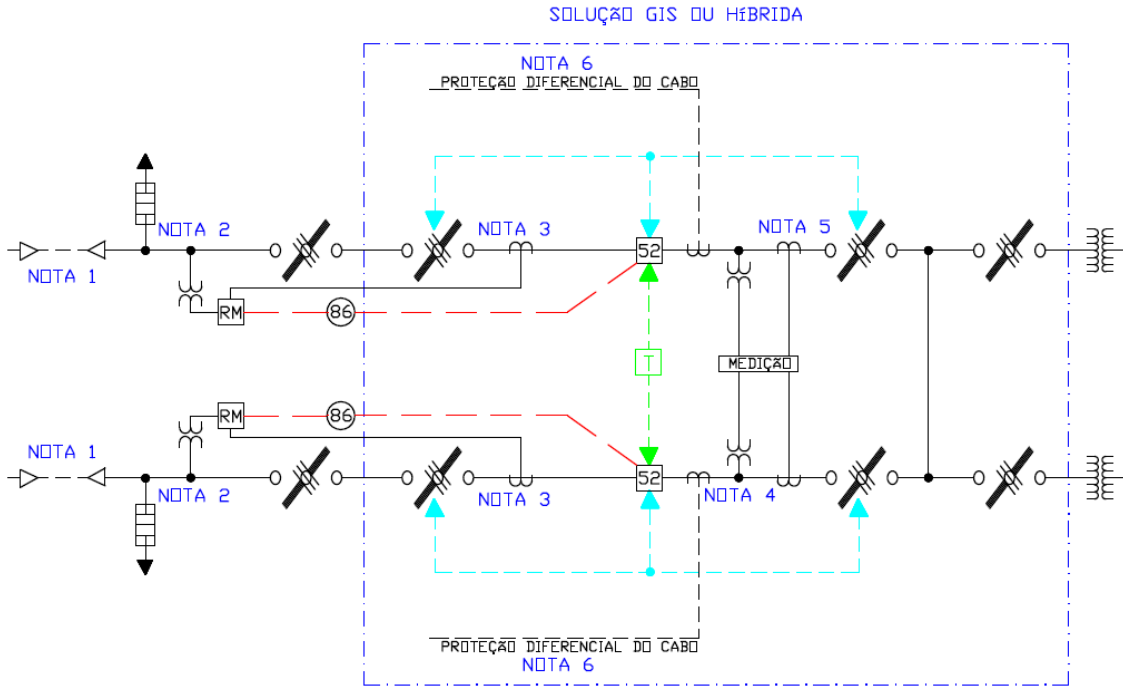 SOLUÇÃO GIS OU HíBRIDA
NOTA 6
PROTEÇÃO DIFERENCIAL DO CABO
NOTA 2
NOTA 3
NOTA 5
52
NOTA 1
RM
86
T
MEDIÇÃO
RM
86
NOTA 1
52
NOTA 2
NOTA 3
NOTA 4
PROTEÇÃO DIFERENCIAL DO CABO
NOTA 6